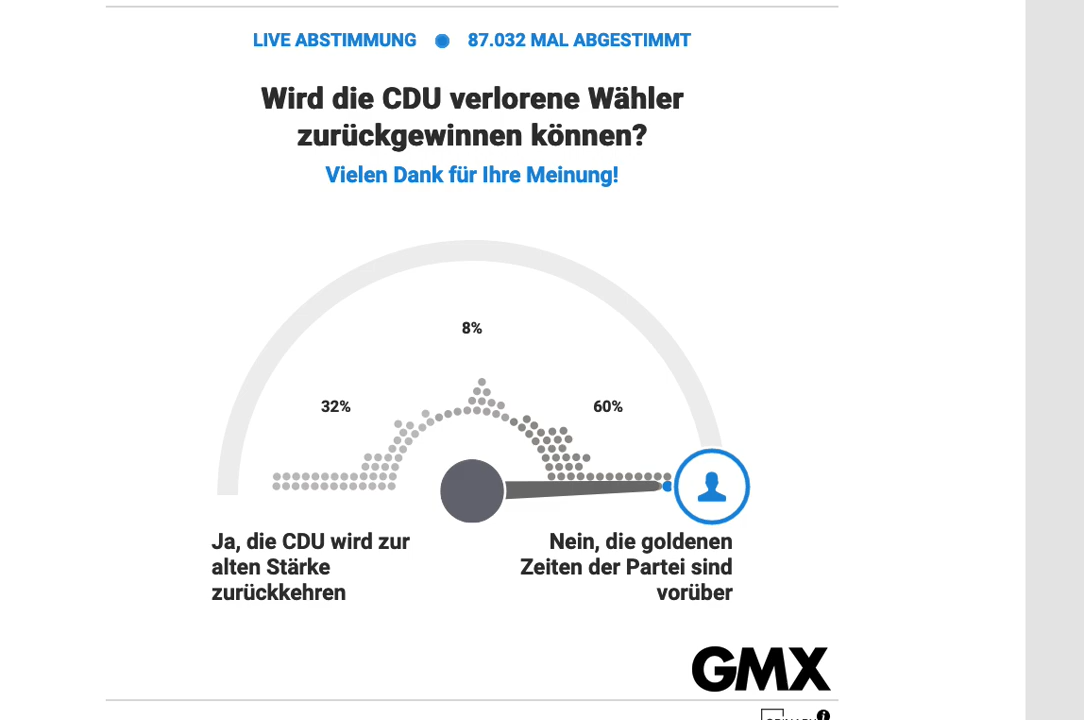 LIVE ABSTIMMUNG 87.032 MAL ABGESTIMMT
Wird die CDU verlorene Wähler
zurückgewinnen können?
Vielen Dank für Ihre Meinung!
8%
32%
60%
Ja, die CDU wird zur
alten Stärke
zurückkehren
Nein, die goldenen
Zeiten der Partei sind
vorüber
GMX